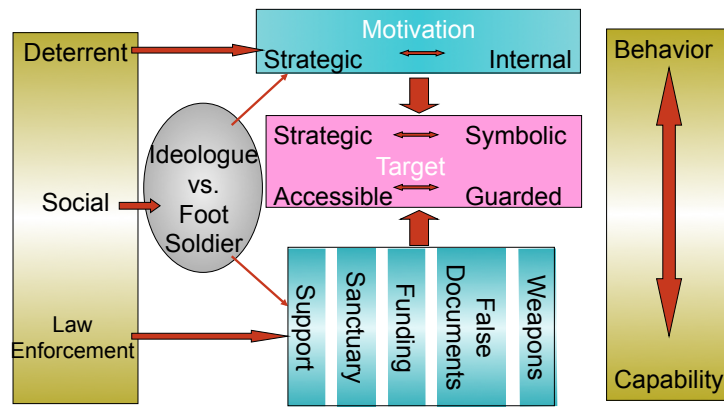 Deterrent
Social
Law
Enforcement
Ideologue
vs.
Foot
Soldier
Motivation
Strategic
Internal
Strategic
Symbolic
Target
Accessible
Guarded
Support
Sanctuary
Funding
False
Documents
Weapons
Behavior
Capability